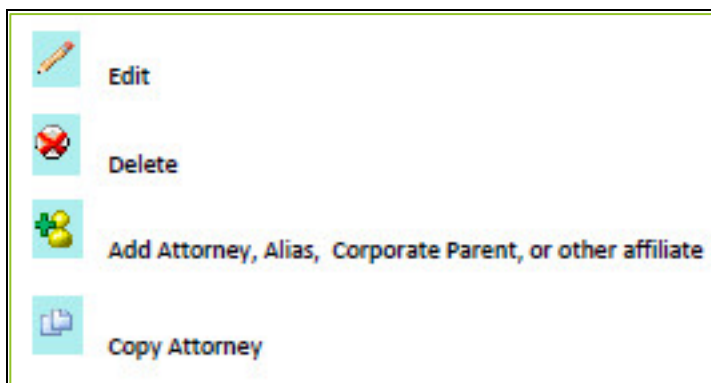 Edit
Delete
Add Attorney, Alias, Corporate Parent, or other affiliate
Copy Attorney